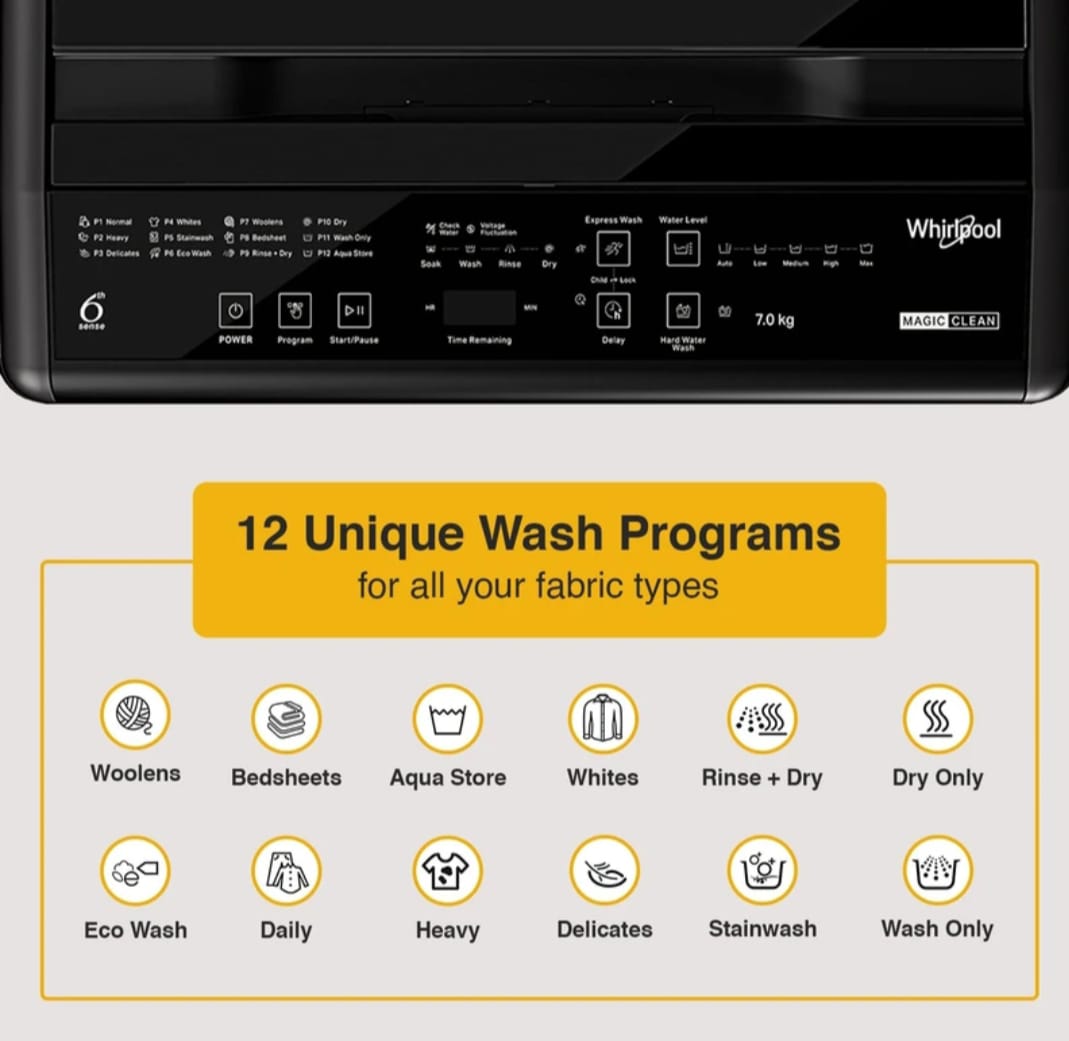 P1 Normal P4 Whites P7 Woolens P10 Dry
P2 Heavy P5 Stainwash P8 Bedsheet P11 Wash Only
P3 Delicates P6 Eco Wash P9 Rinse + Dry P12 Aqua Store
Check Water
Voltage Fluctuation
Soak Wash Rinse Dry
Express Wash
Water Level
Auto Low Medium High Max
Whirlpool
Child Lock
6th
sense
POWER
Program
Start/Pause
HR
MIN
Time Remaining
Delay
Hard Water
Wash
7.0 kg
MAGIC CLEAN
12 Unique Wash Programs
for all your fabric types
Woolens Bedsheets Aqua Store Whites Rinse + Dry Dry Only
Eco Wash Daily Heavy Delicates Stainwash Wash Only